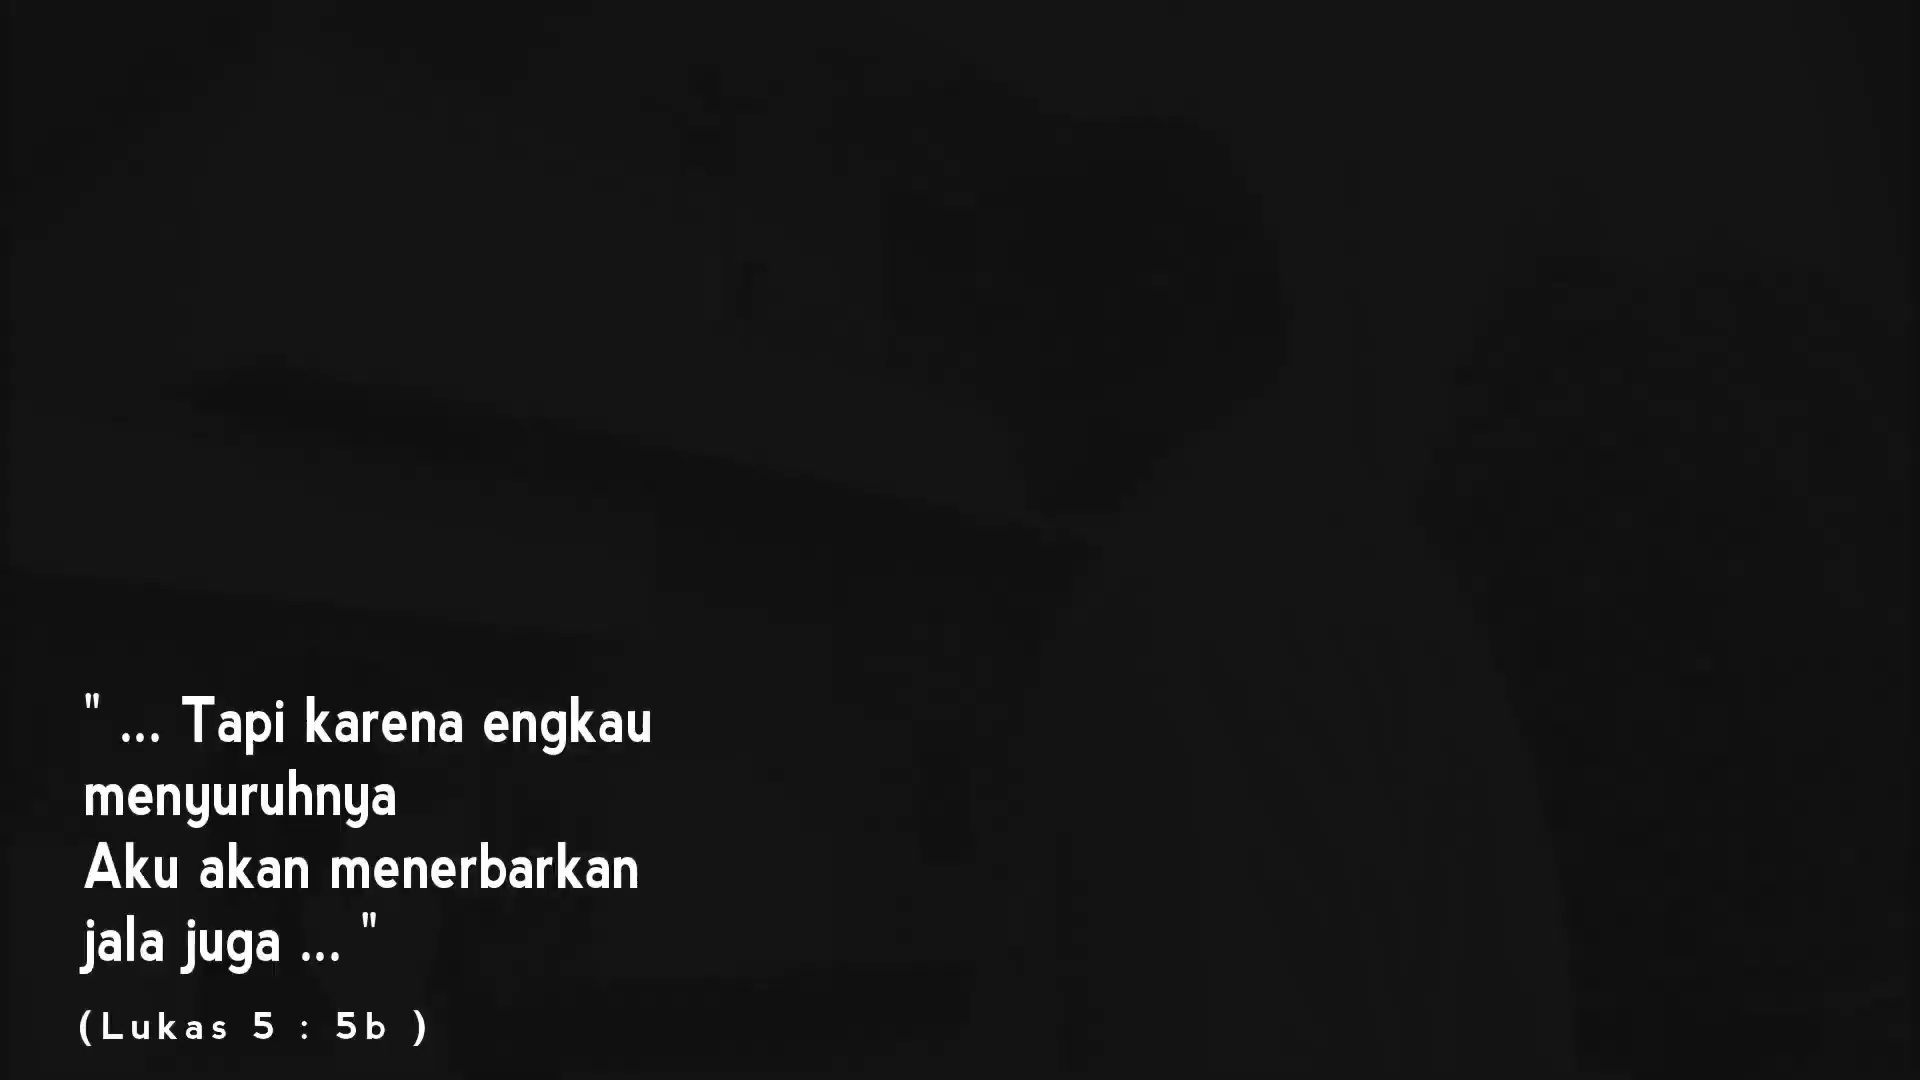 " ... Tapi karena engkau
menyuruhnya
Aku akan menerbarkan
jala juga ... "
(Lukas 5 : 5b )